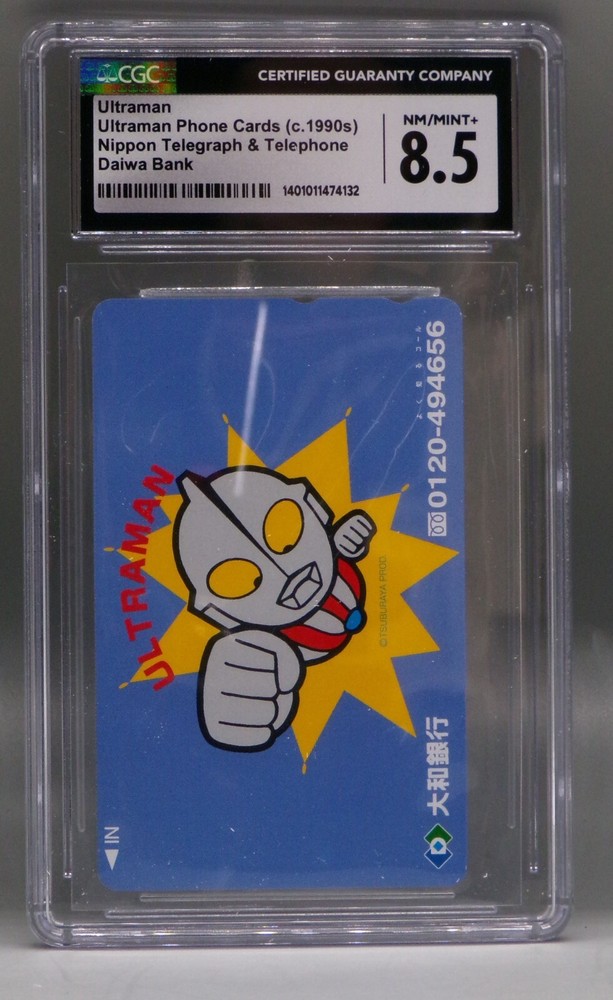 CGC
CERTIFIED GUARANTY COMPANY
Ultraman
Ultraman Phone Cards (c.1990s)
Nippon Telegraph & Telephone
Daiwa Bank
1401011474132
NM/MINT+
8.5
ULTRAMAN
©TSUBURAYA PROD.
0120-494656
大和銀行
IN